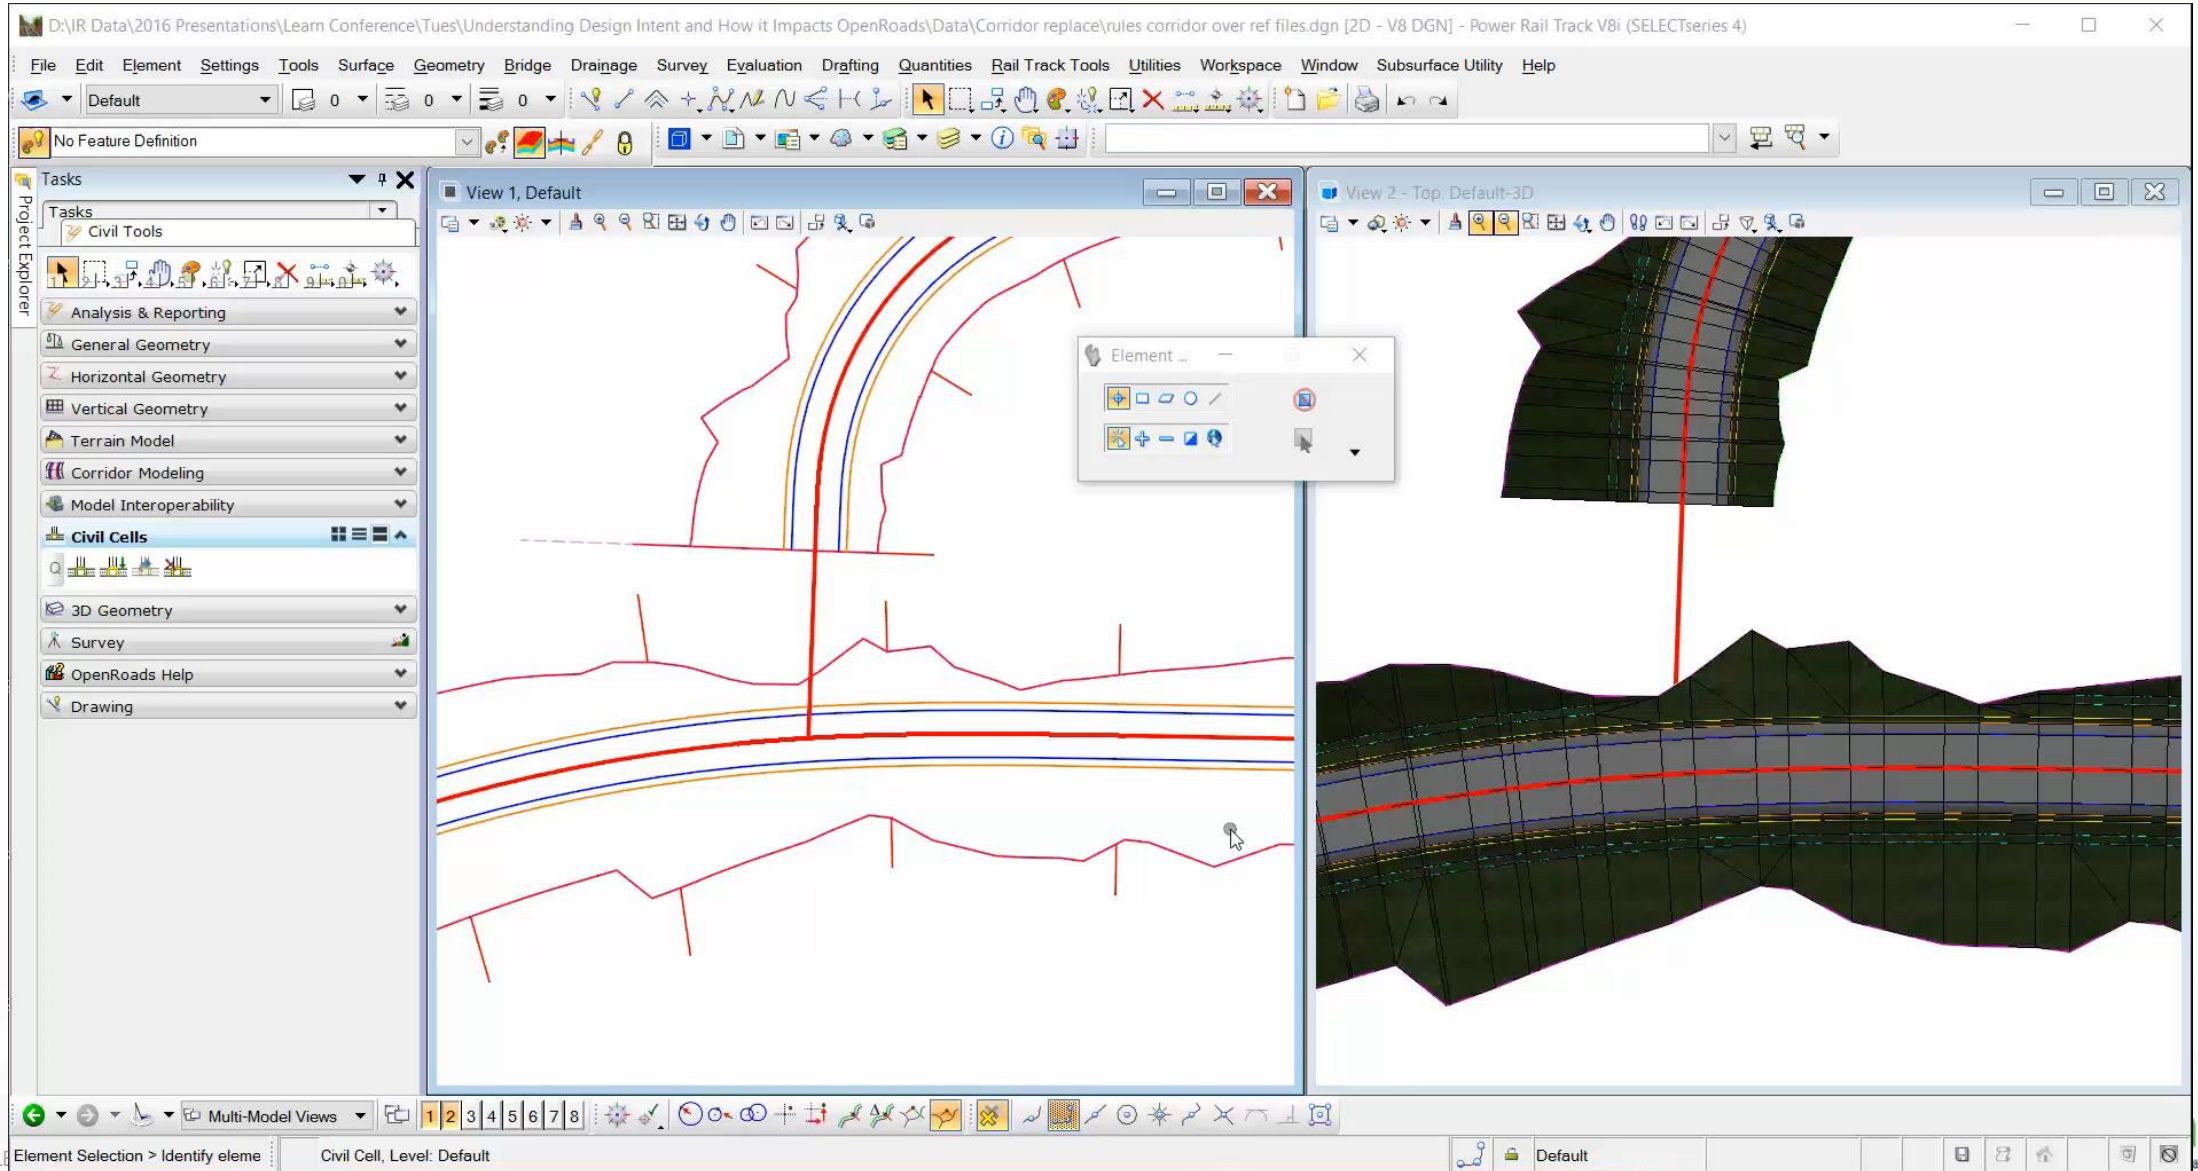 D:\IR Data\2016 Presentations\Learn Conference\Tues\Understanding Design Intent and How it Impacts OpenRoads\Data\Corridor replace\rules corridor over ref files.dgn [2D - V8 DGN] - Power Rail Track V8i (SELECTseries 4)
File Edit Element Settings Tools Surface Geometry Bridge Drainage Survey Evaluation Drafting Quantities Rail Track Tools Utilities Workspace Window Subsurface Utility Help
Default 0 0 0
No Feature Definition
Project Explorer
Tasks
Tasks
Civil Tools
Analysis & Reporting
General Geometry
Horizontal Geometry
Vertical Geometry
Terrain Model
Corridor Modeling
Model Interoperability
Civil Cells
Q
3D Geometry
Survey
OpenRoads Help
Drawing
View 1, Default
View 2 - Top, Default-3D
Element ...
Multi-Model Views 1 2 3 4 5 6 7 8
Element Selection > Identify eleme Civil Cell, Level: Default Default